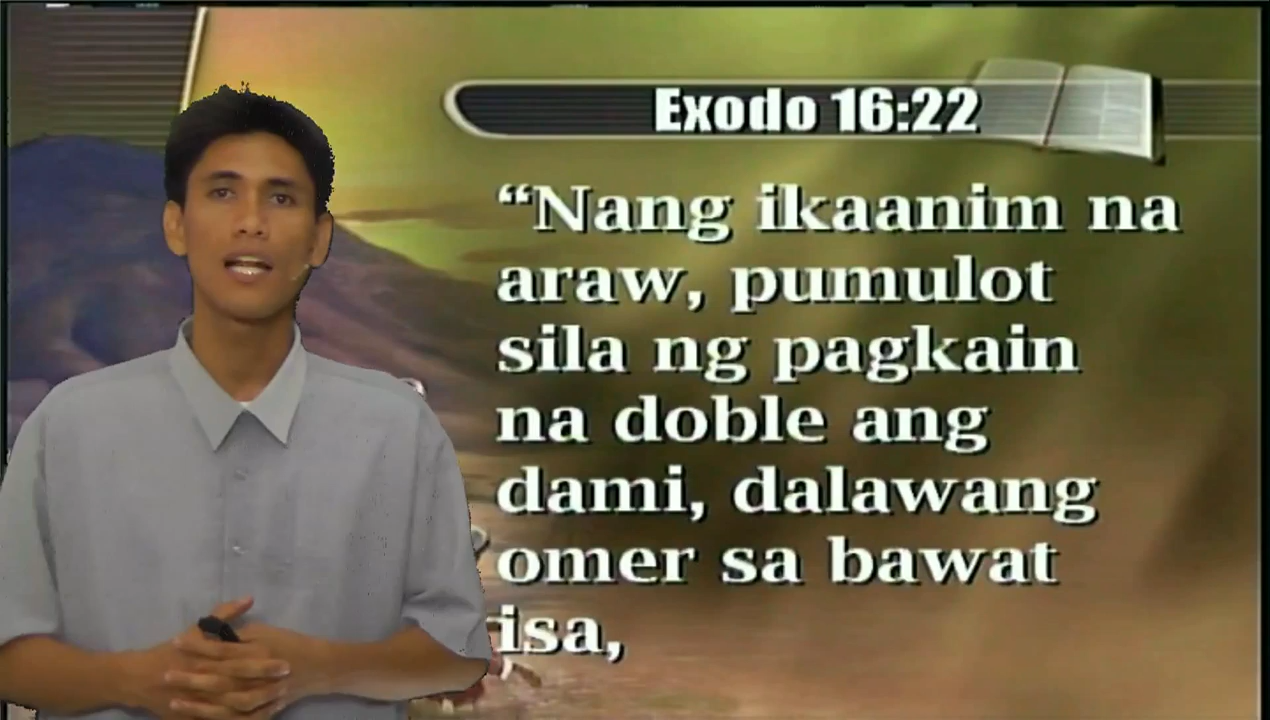 Exodo 16:22
“Nang ikaanim na
araw, pumulot
sila ng pagkain
na doble ang
dami, dalawang
omer sa bawat
isa,